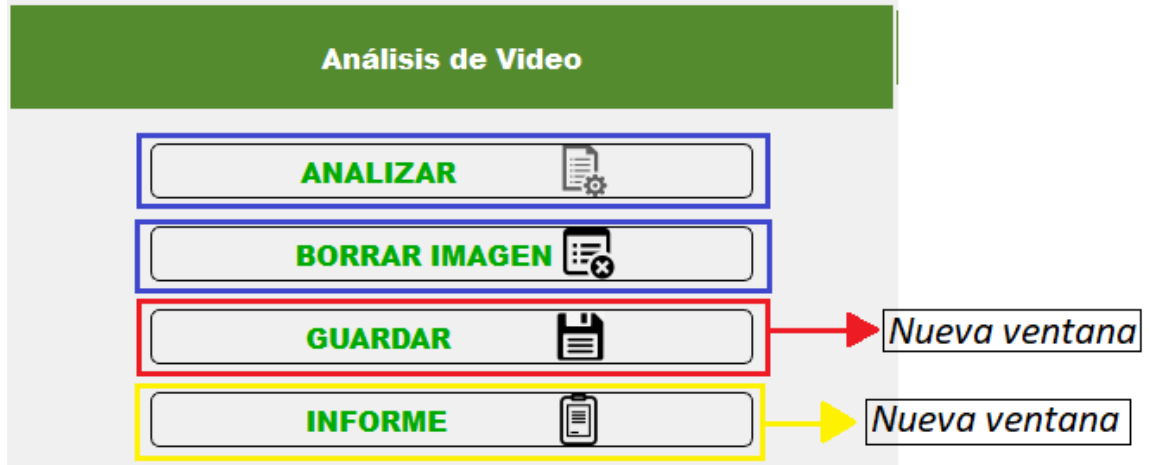 Análisis de Video
ANALIZAR
BORRAR IMAGEN
GUARDAR
Nueva ventana
INFORME
Nueva ventana